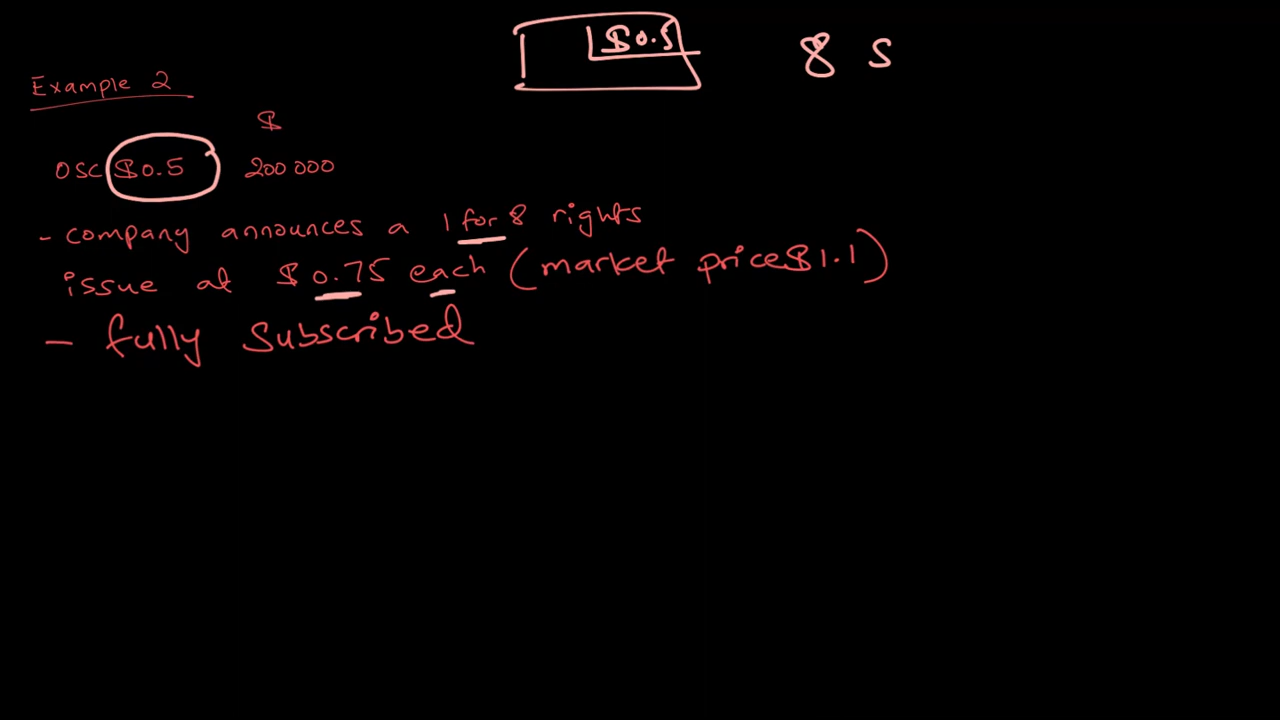 $0.5
8 s
Example 2
$
OSC $0.5 200 000
- company announces a 1 for 8 rights
issue at $0.75 each (market price $1.1)
- fully subscribed